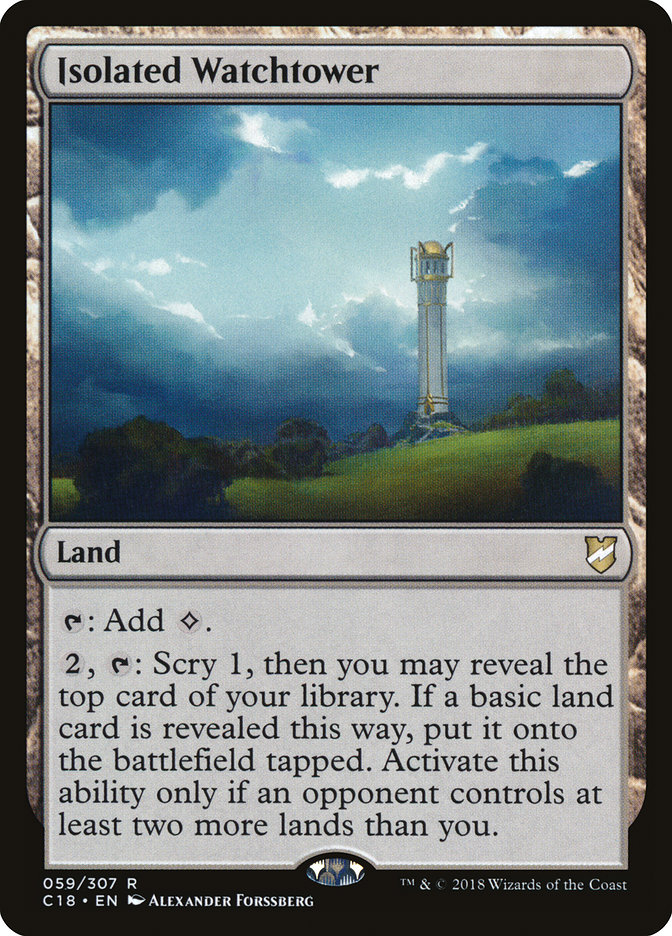 Isolated Watchtower
Land
: Add .
2, : Scry 1, then you may reveal the
top card of your library. If a basic land
card is revealed this way, put it onto
the battlefield tapped. Activate this
ability only if an opponent controls at
least two more lands than you.
059/307 R
C18 • EN Alexander Forssberg
™ & © 2018 Wizards of the Coast